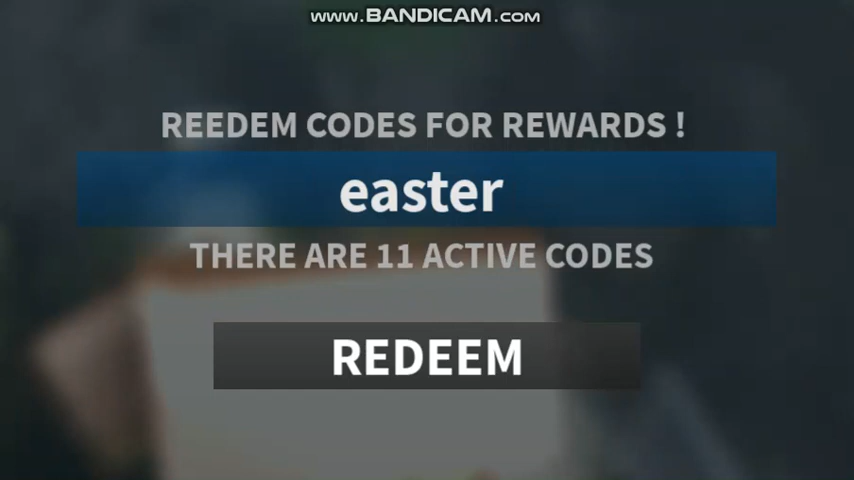 www.BANDICAM.com
REEDEM CODES FOR REWARDS !
easter
THERE ARE 11 ACTIVE CODES
REDEEM